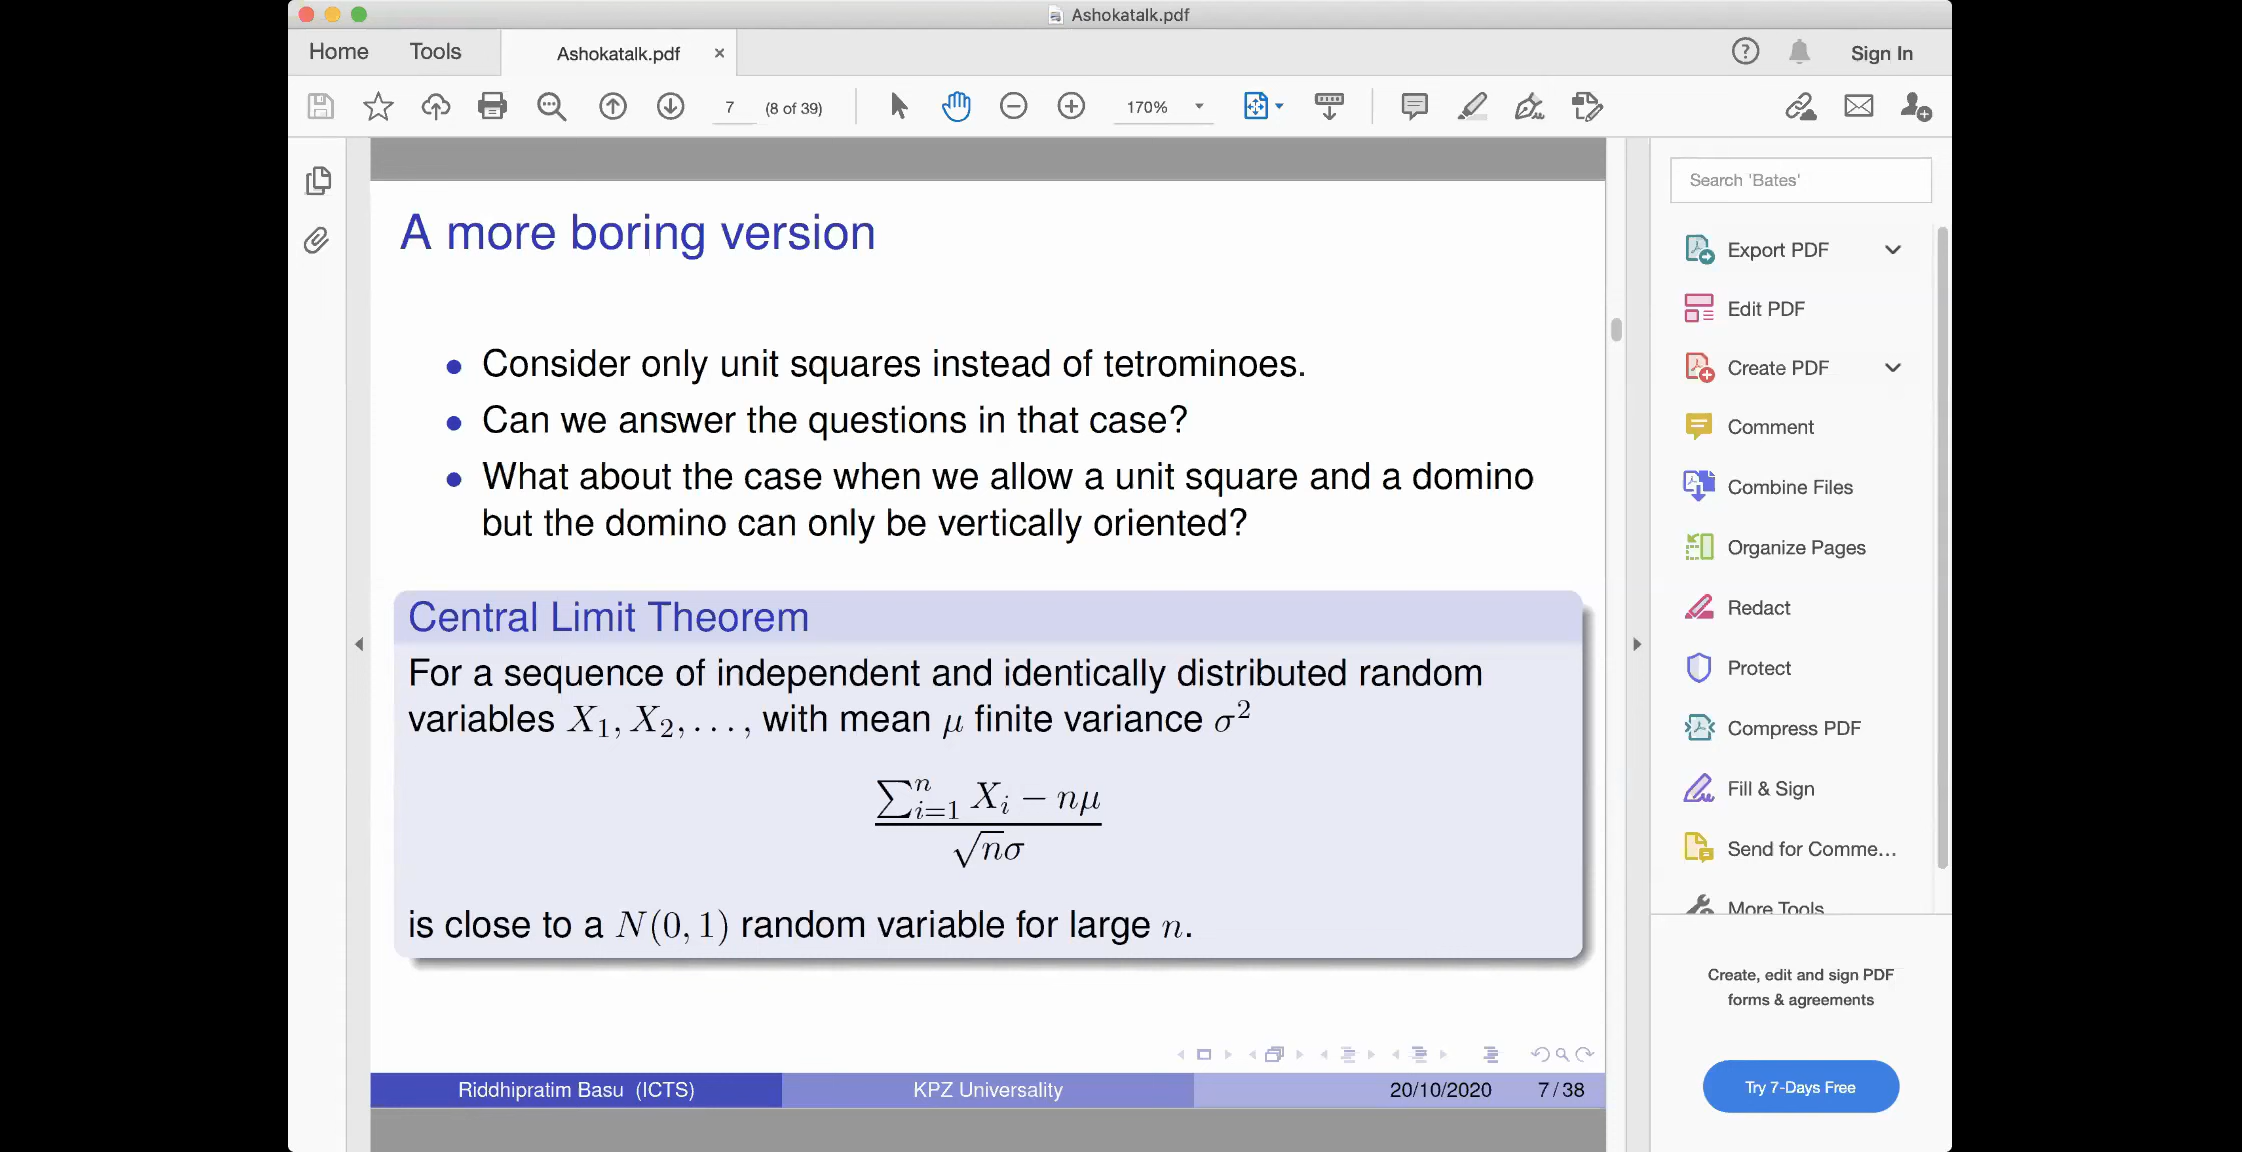 Ashokatalk.pdf
Home Tools Ashokatalk.pdf × Sign In
7 (8 of 39) 170%
Search 'Bates'
A more boring version
Export PDF
Edit PDF
• Consider only unit squares instead of tetrominoes.
Create PDF
• Can we answer the questions in that case?
Comment
• What about the case when we allow a unit square and a domino
but the domino can only be vertically oriented?
Combine Files
Organize Pages
Central Limit Theorem
Redact
For a sequence of independent and identically distributed random
variables X₁, X₂, . . . , with mean μ finite variance σ²
Protect
Compress PDF
∑ᵢ₌₁ⁿ Xᵢ − nμ
√nσ
Fill & Sign
Send for Comme...
is close to a N(0, 1) random variable for large n.
More Tools
Create, edit and sign PDF
forms & agreements
Try 7-Days Free
Riddhipratim Basu (ICTS) KPZ Universality 20/10/2020 7 / 38